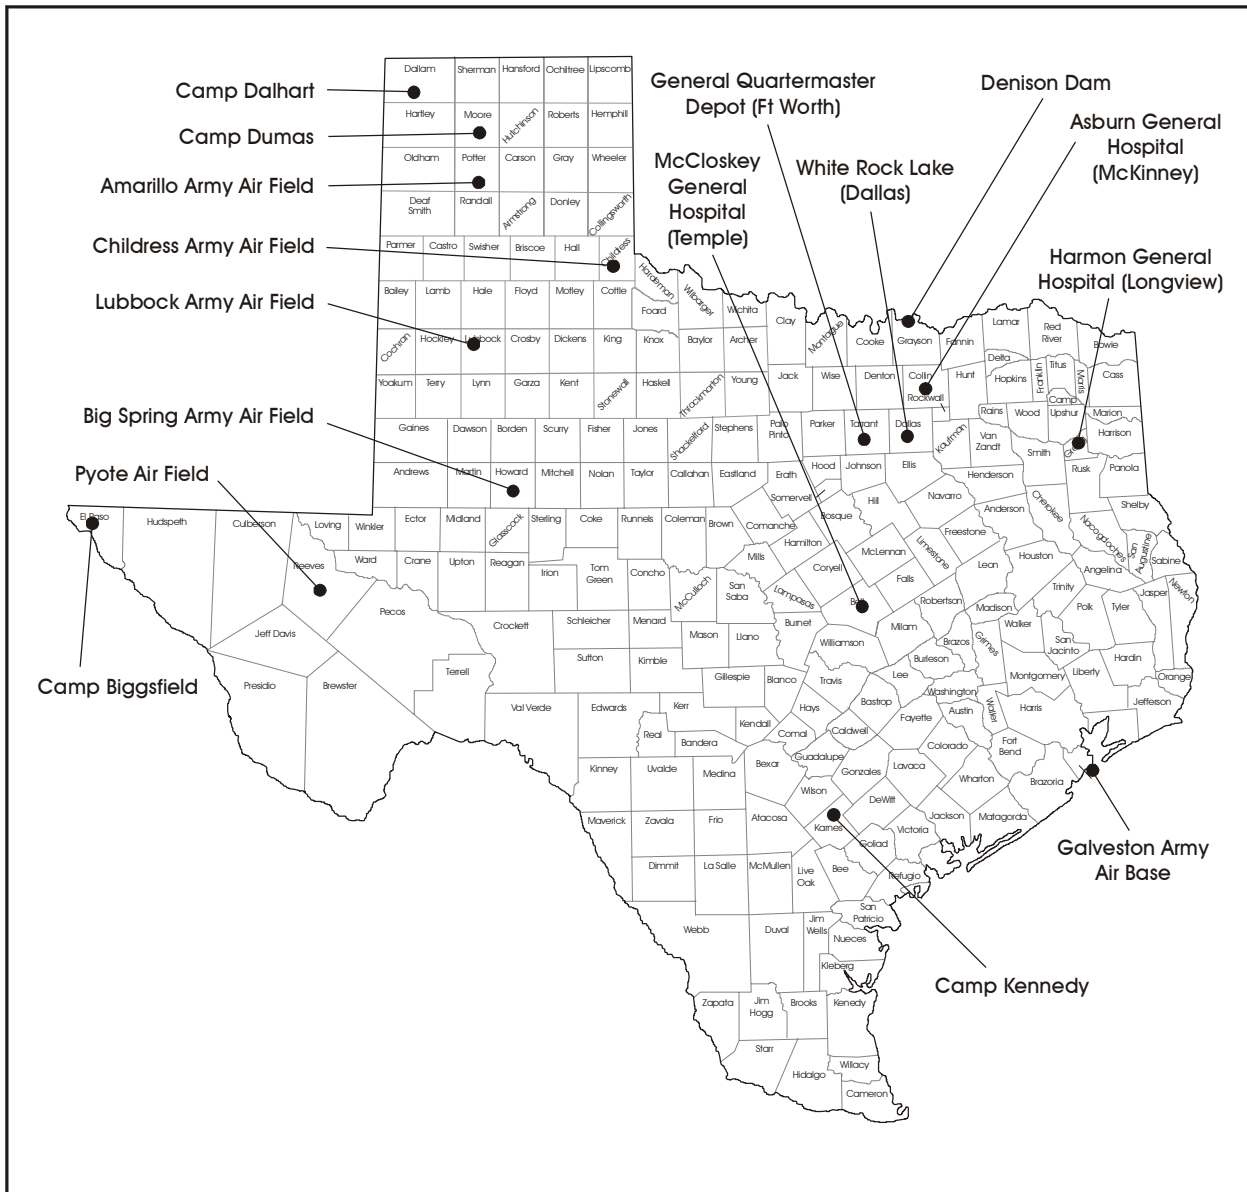 Camp Dalhart
Camp Dumas
Amarillo Army Air Field
Childress Army Air Field
Lubbock Army Air Field
Big Spring Army Air Field
Pyote Air Field
Camp Biggsfield
General Quartermaster
Depot (Ft Worth)
McCloskey
General
Hospital
(Temple)
White Rock Lake
(Dallas)
Denison Dam
Asburn General
Hospital
(McKinney)
Harmon General
Hospital (Longview)
Galveston Army
Air Base
Camp Kennedy
Dallam Sherman Hansford Ochiltree Lipscomb
Hartley Moore Hutchinson Roberts Hemphill
Oldham Potter Carson Gray Wheeler
Deaf
Smith
Randall Armstrong Donley Collingsworth
Parmer Castro Swisher Briscoe Hall Childress
Bailey Lamb Hale Floyd Motley Cottle Hardeman Foard Wilbarger Wichita Clay Montague Cooke Grayson Fannin Lamar
Red
River
Bowie
Cochran Hockley Lubbock Crosby Dickens King Knox Baylor Archer
Yoakum Terry Lynn Garza Kent Stonewall Haskell Throckmorton Young Jack Wise Denton Collin Rockwall Hunt Delta Hopkins Franklin Titus Morris Camp Cass
Gaines Dawson Borden Scurry Fisher Jones Shackelford Stephens
Palo
Pinto
Parker Tarrant Dallas Kaufman Rains Wood Upshur Marion Harrison
Van
Zandt
Smith Gregg Rusk Panola
Andrews Martin Howard Mitchell Nolan Taylor Callahan Eastland Erath Hood Somervell Johnson Ellis Henderson
Hill Navarro Anderson Cherokee Nacogdoches Shelby
San
Augustine
Sabine
El Paso Hudspeth Culberson Loving Winkler Ector Midland Glasscock Sterling Coke Runnels Coleman Brown Comanche Bosque Hamilton Freestone
Reeves Ward Crane Upton Reagan Irion
Tom
Green
Concho McCulloch
San
Saba
Mills Lampasas Coryell McLennan Limestone Falls Lean Houston Angelina Trinity Polk Tyler Jasper Newton
Jeff Davis Pecos Crockett Schleicher Menard Mason Llano Burnet Bell Williamson Milam Robertson Brazos Madison Grimes Walker
San
Jacinto
Hardin
Presidio Brewster Terrell Sutton Kimble Gillespie Blanco Travis Lee Burleson Washington Montgomery Liberty Orange Jefferson
Val Verde Edwards Kerr Real Bandera Kendall Hays Comal Caldwell Bastrop Fayette Austin Waller Harris
Kinney Uvalde Medina Bexar Guadalupe Gonzales Lavaca Colorado
Fort
Bend
Wharton Brazoria
Maverick Zavala Frio Atascosa Wilson Karnes DeWitt Victoria Jackson Matagorda
Dimmit La Salle McMullen
Live
Oak
Bee Goliad Refugio
San
Patricio
Webb Duval
Jim
Wells
Nueces
Kleberg
Zapata
Jim
Hogg
Brooks Kenedy
Starr Hidalgo Willacy
Cameron